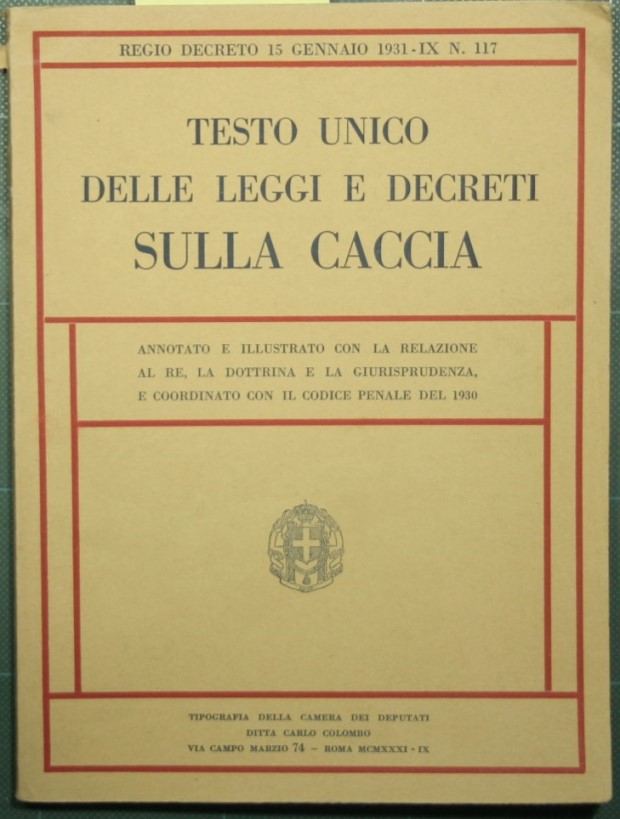 REGIO DECRETO 15 GENNAIO 1931-IX N. 117
TESTO UNICO
DELLE LEGGI E DECRETI
SULLA CACCIA
ANNOTATO E ILLUSTRATO CON LA RELAZIONE
AL RE, LA DOTTRINA E LA GIURISPRUDENZA,
E COORDINATO CON IL CODICE PENALE DEL 1930
TIPOGRAFIA DELLA CAMERA DEI DEPUTATI
DITTA CARLO COLOMBO
VIA CAMPO MARZIO 74 – ROMA MCMXXXI - IX